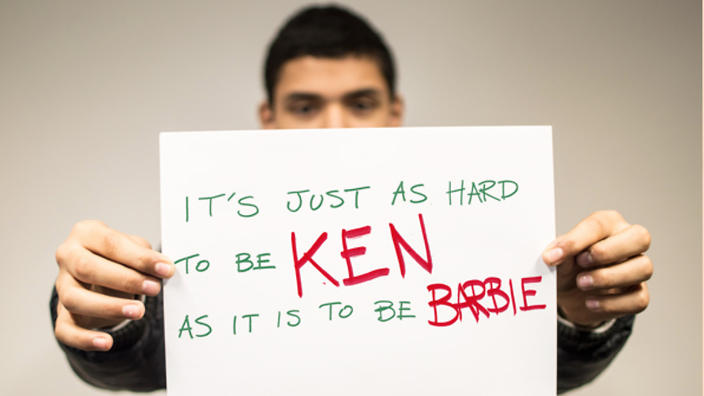 IT'S JUST AS HARD
TO BE KEN
AS IT IS TO BE BARBIE